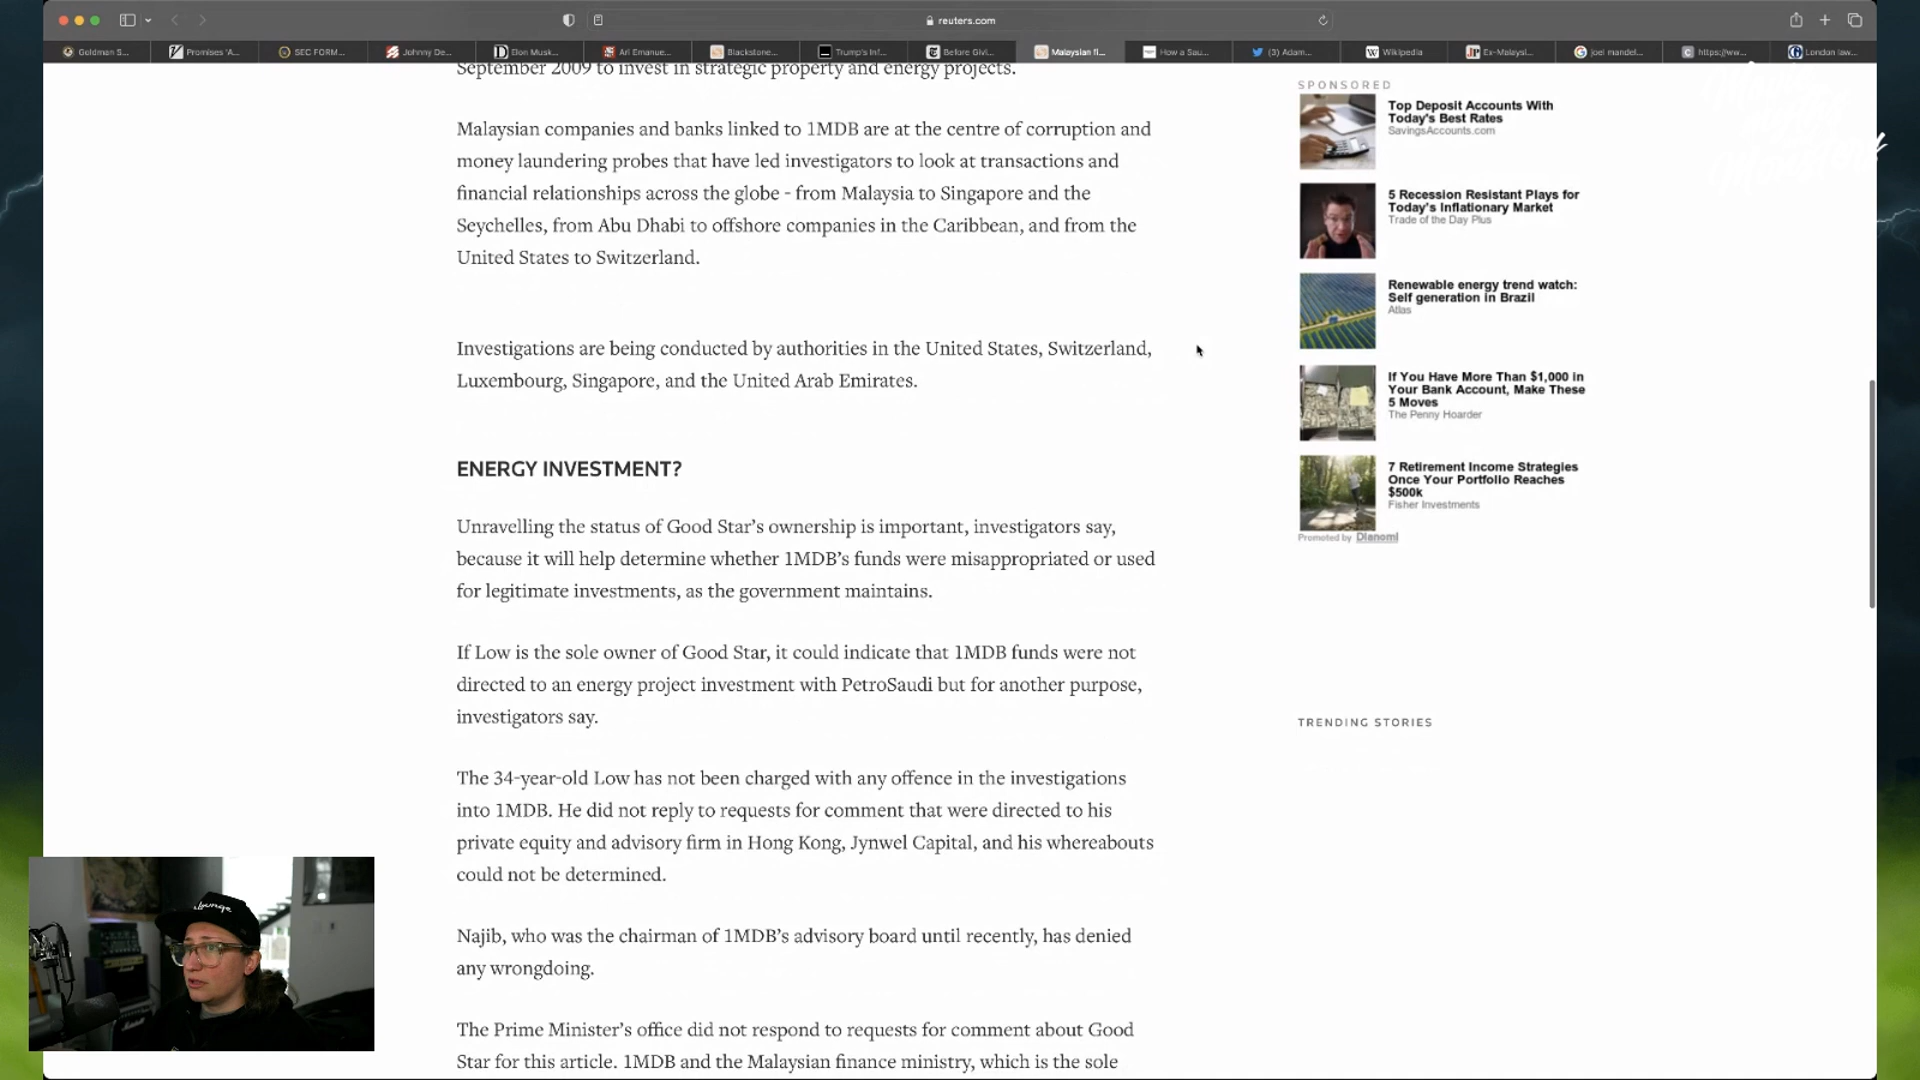 reuters.com
Goldman S...
Promises 'A...
SEC FORM...
Johnny De...
Elon Musk...
Ari Emanue...
Blackstone...
Trump's Inf...
Before Givi...
Malaysian fi...
How a Sau...
(3) Adam...
Wikipedia
Ex-Malaysi...
joel mandel...
https://ww...
London law...
September 2009 to invest in strategic property and energy projects.
Malaysian companies and banks linked to 1MDB are at the centre of corruption and
money laundering probes that have led investigators to look at transactions and
financial relationships across the globe - from Malaysia to Singapore and the
Seychelles, from Abu Dhabi to offshore companies in the Caribbean, and from the
United States to Switzerland.
Investigations are being conducted by authorities in the United States, Switzerland,
Luxembourg, Singapore, and the United Arab Emirates.
ENERGY INVESTMENT?
Unravelling the status of Good Star's ownership is important, investigators say,
because it will help determine whether 1MDB's funds were misappropriated or used
for legitimate investments, as the government maintains.
If Low is the sole owner of Good Star, it could indicate that 1MDB funds were not
directed to an energy project investment with PetroSaudi but for another purpose,
investigators say.
The 34-year-old Low has not been charged with any offence in the investigations
into 1MDB. He did not reply to requests for comment that were directed to his
private equity and advisory firm in Hong Kong, Jynwel Capital, and his whereabouts
could not be determined.
Najib, who was the chairman of 1MDB's advisory board until recently, has denied
any wrongdoing.
The Prime Minister's office did not respond to requests for comment about Good
Star for this article. 1MDB and the Malaysian finance ministry, which is the sole
SPONSORED
Top Deposit Accounts With
Today's Best Rates
SavingsAccounts.com
5 Recession Resistant Plays for
Today's Inflationary Market
Trade of the Day Plus
Renewable energy trend watch:
Self generation in Brazil
Atlas
If You Have More Than $1,000 in
Your Bank Account, Make These
5 Moves
The Penny Hoarder
7 Retirement Income Strategies
Once Your Portfolio Reaches
$500k
Fisher Investments
Promoted by Dianomi
TRENDING STORIES